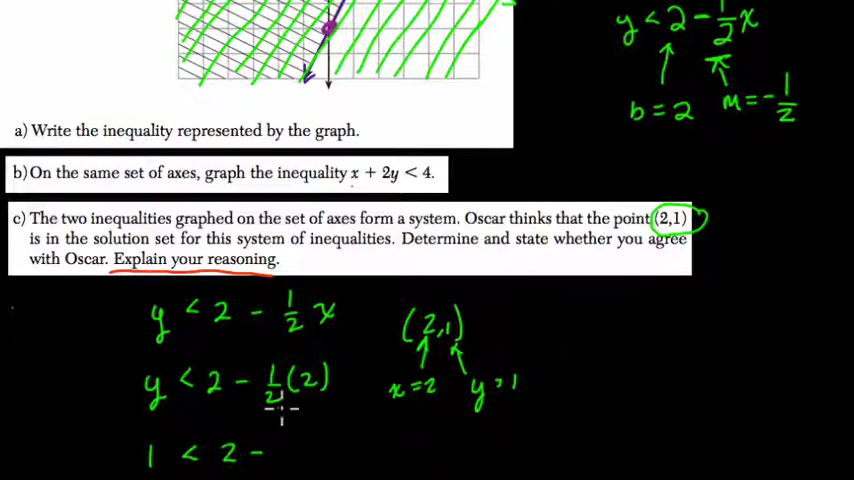 y < 2 - 1/2 x
b = 2 m = - 1/2
a) Write the inequality represented by the graph.
b) On the same set of axes, graph the inequality x + 2y < 4.
c) The two inequalities graphed on the set of axes form a system. Oscar thinks that the point (2,1)
is in the solution set for this system of inequalities. Determine and state whether you agree
with Oscar. Explain your reasoning.
y < 2 - 1/2 x (2,1)
y < 2 - 1/2 (2) x = 2 y = 1
1 < 2 -